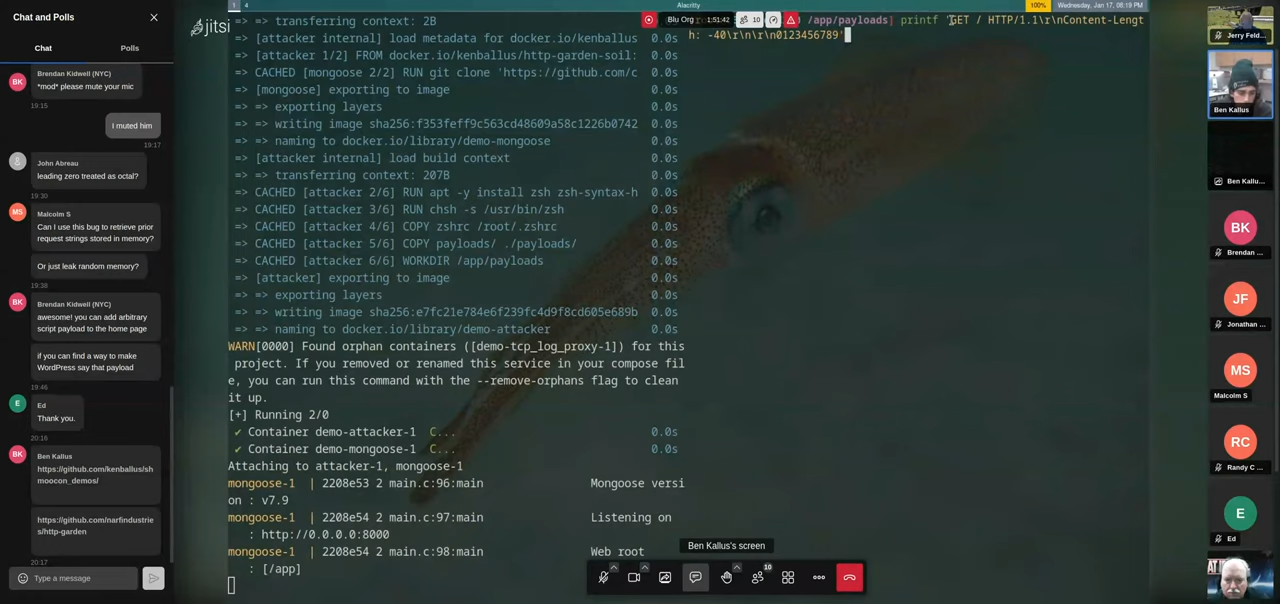 Chat and Polls
Chat
Polls
Brendan Kidwell (NYC)
*mod* please mute your mic
19:15
I muted him
19:17
John Abreau
leading zero treated as octal?
19:30
Malcolm S
Can I use this bug to retrieve prior
request strings stored in memory?
Or just leak random memory?
19:38
Brendan Kidwell (NYC)
awesome! you can add arbitrary
script payload to the home page
if you can find a way to make
WordPress say that payload
19:46
Ed
Thank you.
20:16
Ben Kallus
https://github.com/kenballus/sh
moocon_demos/
https://github.com/narfindustrie
s/http-garden
20:17
Type a message
BK
MS
BK
E
BK
jitsi
1 4
Alacritty
100%
Wednesday, Jan 17, 08:19 PM
Blu Org
1:51:42
10
=> => transferring context: 2B
=> [attacker internal] load metadata for docker.io/kenballus 0.0s
=> [attacker 1/2] FROM docker.io/kenballus/http-garden-soil: 0.0s
=> CACHED [mongoose 2/2] RUN git clone 'https://github.com/c 0.0s
=> [mongoose] exporting to image 0.0s
=> => exporting layers 0.0s
=> => writing image sha256:f353feff9c563cd48609a58c1226b0742 0.0s
=> => naming to docker.io/library/demo-mongoose 0.0s
=> [attacker internal] load build context 0.0s
=> => transferring context: 207B 0.0s
=> CACHED [attacker 2/6] RUN apt -y install zsh zsh-syntax-h 0.0s
=> CACHED [attacker 3/6] RUN chsh -s /usr/bin/zsh 0.0s
=> CACHED [attacker 4/6] COPY zshrc /root/.zshrc 0.0s
=> CACHED [attacker 5/6] COPY payloads/ ./payloads/ 0.0s
=> CACHED [attacker 6/6] WORKDIR /app/payloads 0.0s
=> [attacker] exporting to image 0.0s
=> => exporting layers 0.0s
=> => writing image sha256:e7fc21e784e6f239fc4d9f8cd605e689b 0.0s
=> => naming to docker.io/library/demo-attacker 0.0s
WARN[0000] Found orphan containers ([demo-tcp_log_proxy-1]) for this
project. If you removed or renamed this service in your compose fil
e, you can run this command with the --remove-orphans flag to clean
it up.
[+] Running 2/0
✔ Container demo-attacker-1 C... 0.0s
✔ Container demo-mongoose-1 C... 0.0s
Attaching to attacker-1, mongoose-1
mongoose-1 | 2208e53 2 main.c:96:main Mongoose versi
on : v7.9
mongoose-1 | 2208e54 2 main.c:97:main Listening on
: http://0.0.0.0:8000
mongoose-1 | 2208e54 2 main.c:98:main Web root
: [/app]
/app/payloads] printf 'GET / HTTP/1.1\r\nContent-Lengt
h: -40\r\n\r\n0123456789'
Ben Kallus's screen
10
Jerry Feld...
Ben Kallus
Ben Kallu...
BK
Brendan ...
JF
Jonathan ...
MS
Malcolm S
RC
Randy C ...
E
Ed